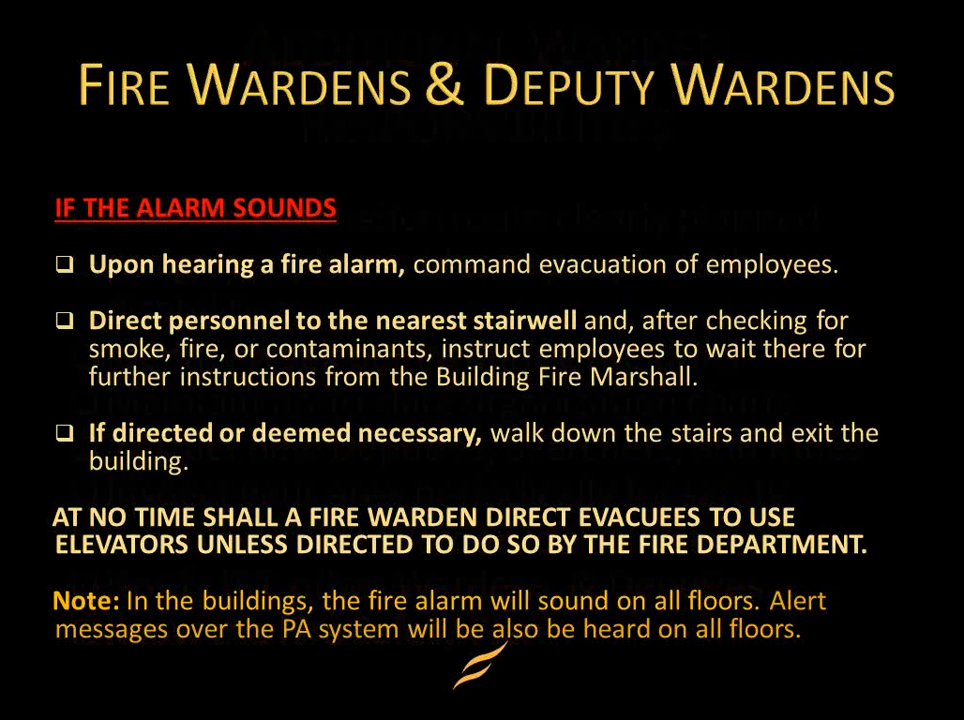 FIRE WARDENS & DEPUTY WARDENS
IF THE ALARM SOUNDS
Upon hearing a fire alarm, command evacuation of employees.
Direct personnel to the nearest stairwell and, after checking for
smoke, fire, or contaminants, instruct employees to wait there for
further instructions from the Building Fire Marshall.
If directed or deemed necessary, walk down the stairs and exit the
building.
AT NO TIME SHALL A FIRE WARDEN DIRECT EVACUEES TO USE
ELEVATORS UNLESS DIRECTED TO DO SO BY THE FIRE DEPARTMENT.
Note: In the buildings, the fire alarm will sound on all floors. Alert
messages over the PA system will be also be heard on all floors.